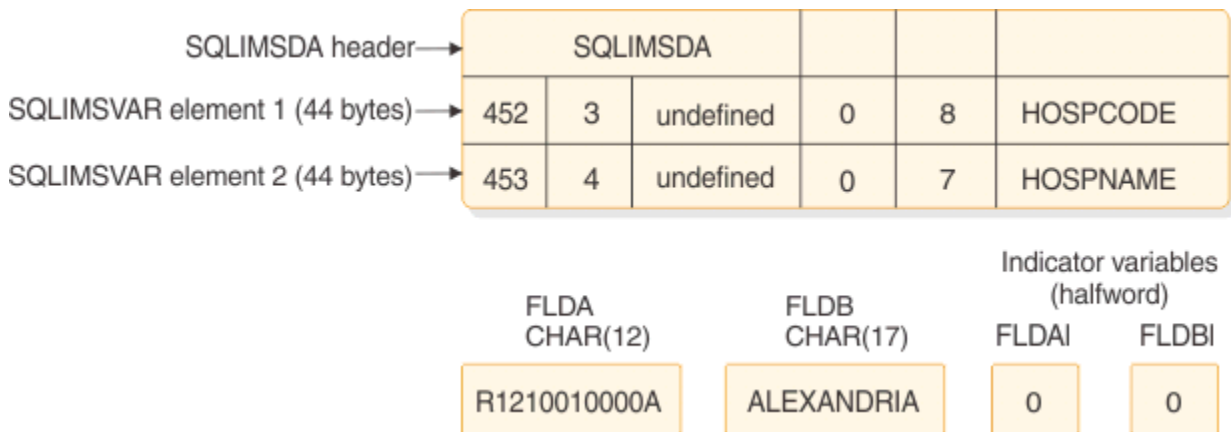 SQLIMSDA header
SQLIMSDA
SQLIMSVAR element 1 (44 bytes)
452 3 undefined 0 8 HOSPCODE
SQLIMSVAR element 2 (44 bytes)
453 4 undefined 0 7 HOSPNAME
Indicator variables
(halfword)
FLDA
CHAR(12)
FLDB
CHAR(17)
FLDAI
FLDBI
R1210010000A
ALEXANDRIA
0
0